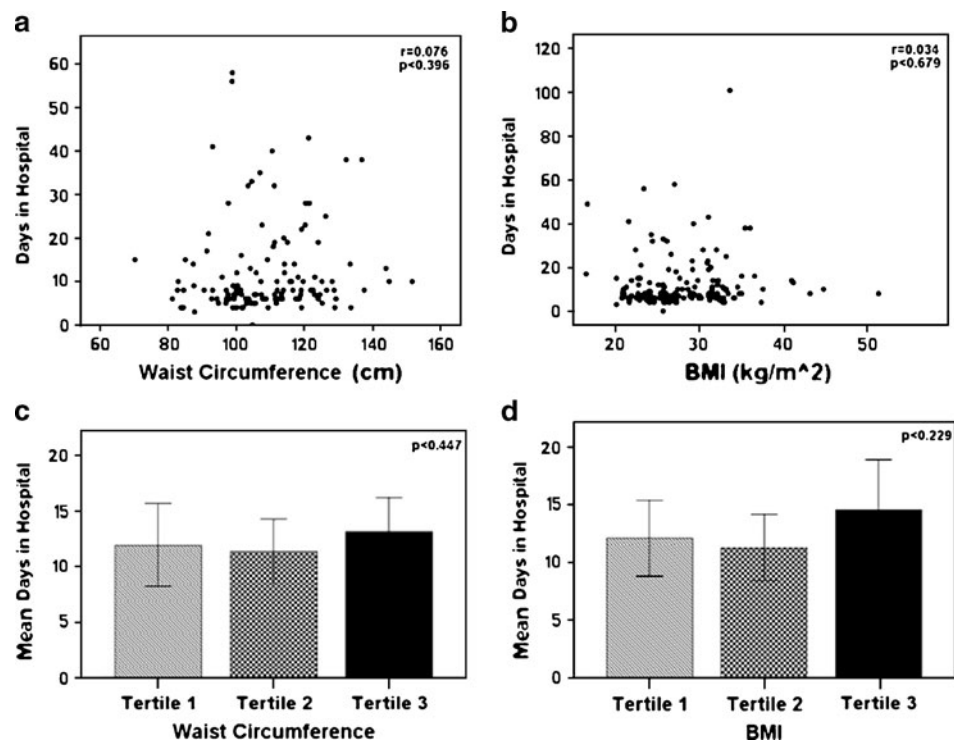 a
r=0.076
p<0.396
60
50
40
30
20
10
0
Days in Hospital
60 80 100 120 140 160
Waist Circumference (cm)
b
r=0.034
p<0.679
120
100
80
60
40
20
0
Days in Hospital
20 30 40 50
BMI (kg/m^2)
c
p<0.447
20
15
10
5
0
Mean Days in Hospital
Tertile 1 Tertile 2 Tertile 3
Waist Circumference
d
p<0.229
20
15
10
5
0
Mean Days in Hospital
Tertile 1 Tertile 2 Tertile 3
BMI